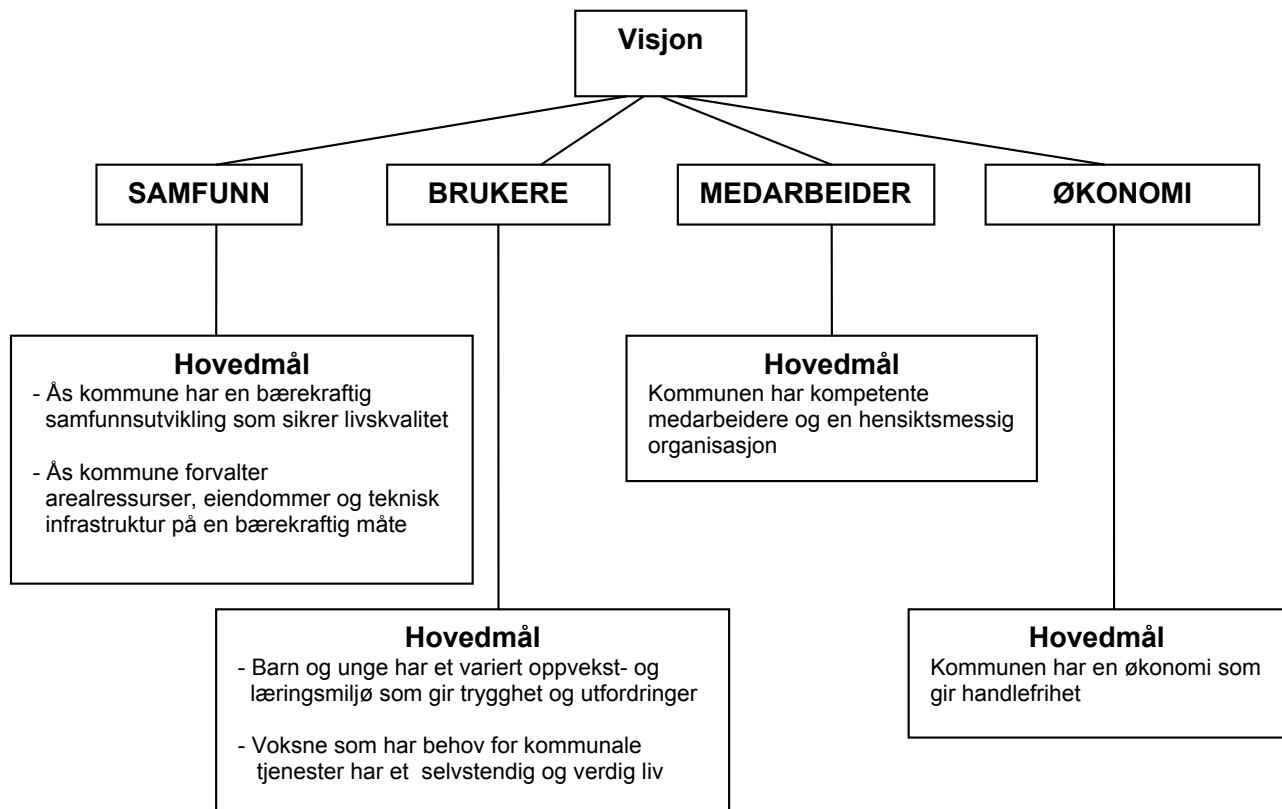 Visjon
SAMFUNN
BRUKERE
MEDARBEIDER
ØKONOMI
Hovedmål
- Ås kommune har en bærekraftig
samfunnsutvikling som sikrer livskvalitet
- Ås kommune forvalter
arealressurser, eiendommer og teknisk
infrastruktur på en bærekraftig måte
Hovedmål
Kommunen har kompetente
medarbeidere og en hensiktsmessig
organisasjon
Hovedmål
- Barn og unge har et variert oppvekst- og
læringsmiljø som gir trygghet og utfordringer
- Voksne som har behov for kommunale
tjenester har et selvstendig og verdig liv
Hovedmål
Kommunen har en økonomi som
gir handlefrihet